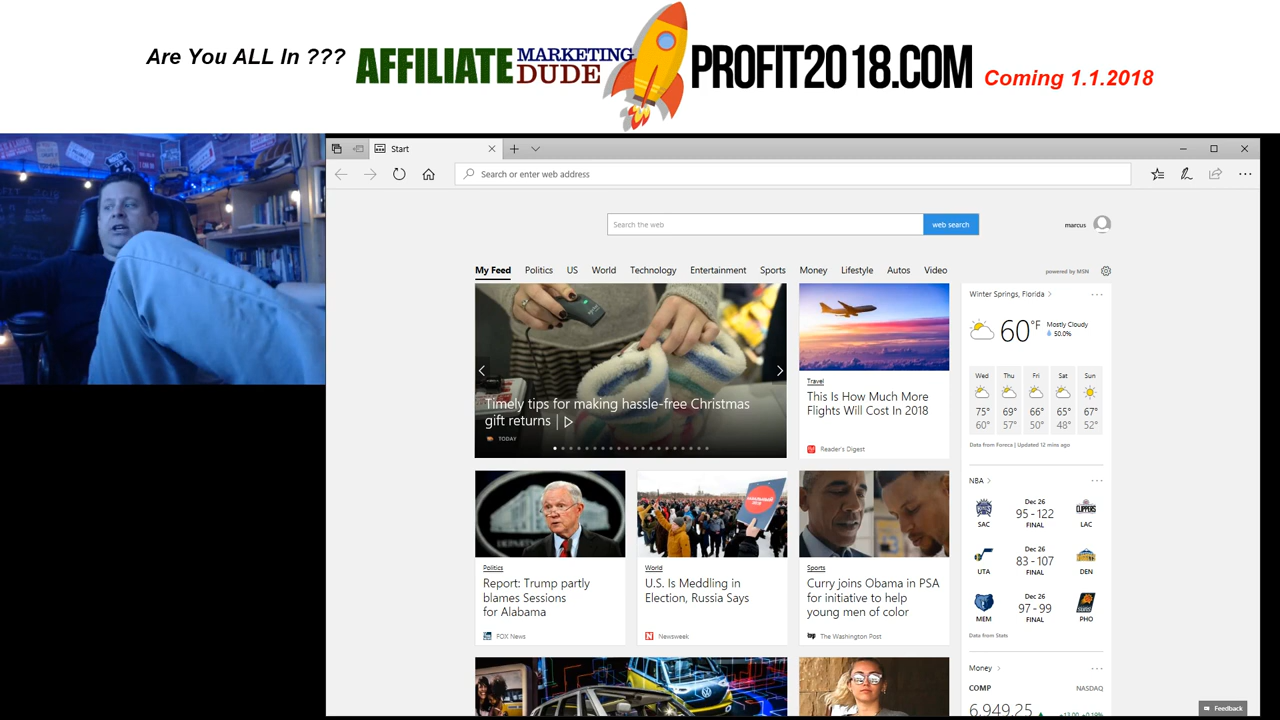 Are You ALL In ???
AFFILIATE
MARKETING
DUDE
PROFIT2018.COM
Coming 1.1.2018
Start
Search or enter web address
Search the web
web search
marcus
My Feed
Politics
US
World
Technology
Entertainment
Sports
Money
Lifestyle
Autos
Video
powered by MSN
Timely tips for making hassle-free Christmas
gift returns
TODAY
Travel
This Is How Much More
Flights Will Cost In 2018
Reader's Digest
Winter Springs, Florida
60°F
Mostly Cloudy
50.0%
Wed Thu Fri Sat Sun
75° 69° 66° 65° 67°
60° 57° 50° 48° 52°
Data from Foreca | Updated 12 mins ago
Politics
Report: Trump partly
blames Sessions
for Alabama
FOX News
World
U.S. Is Meddling in
Election, Russia Says
Newsweek
Sports
Curry joins Obama in PSA
for initiative to help
young men of color
The Washington Post
NBA
Dec 26
95 - 122
SAC FINAL LAC
Dec 26
83 - 107
UTA FINAL DEN
Dec 26
97 - 99
MEM FINAL PHO
Data from Stats
Money
COMP NASDAQ
6,949.25
Feedback